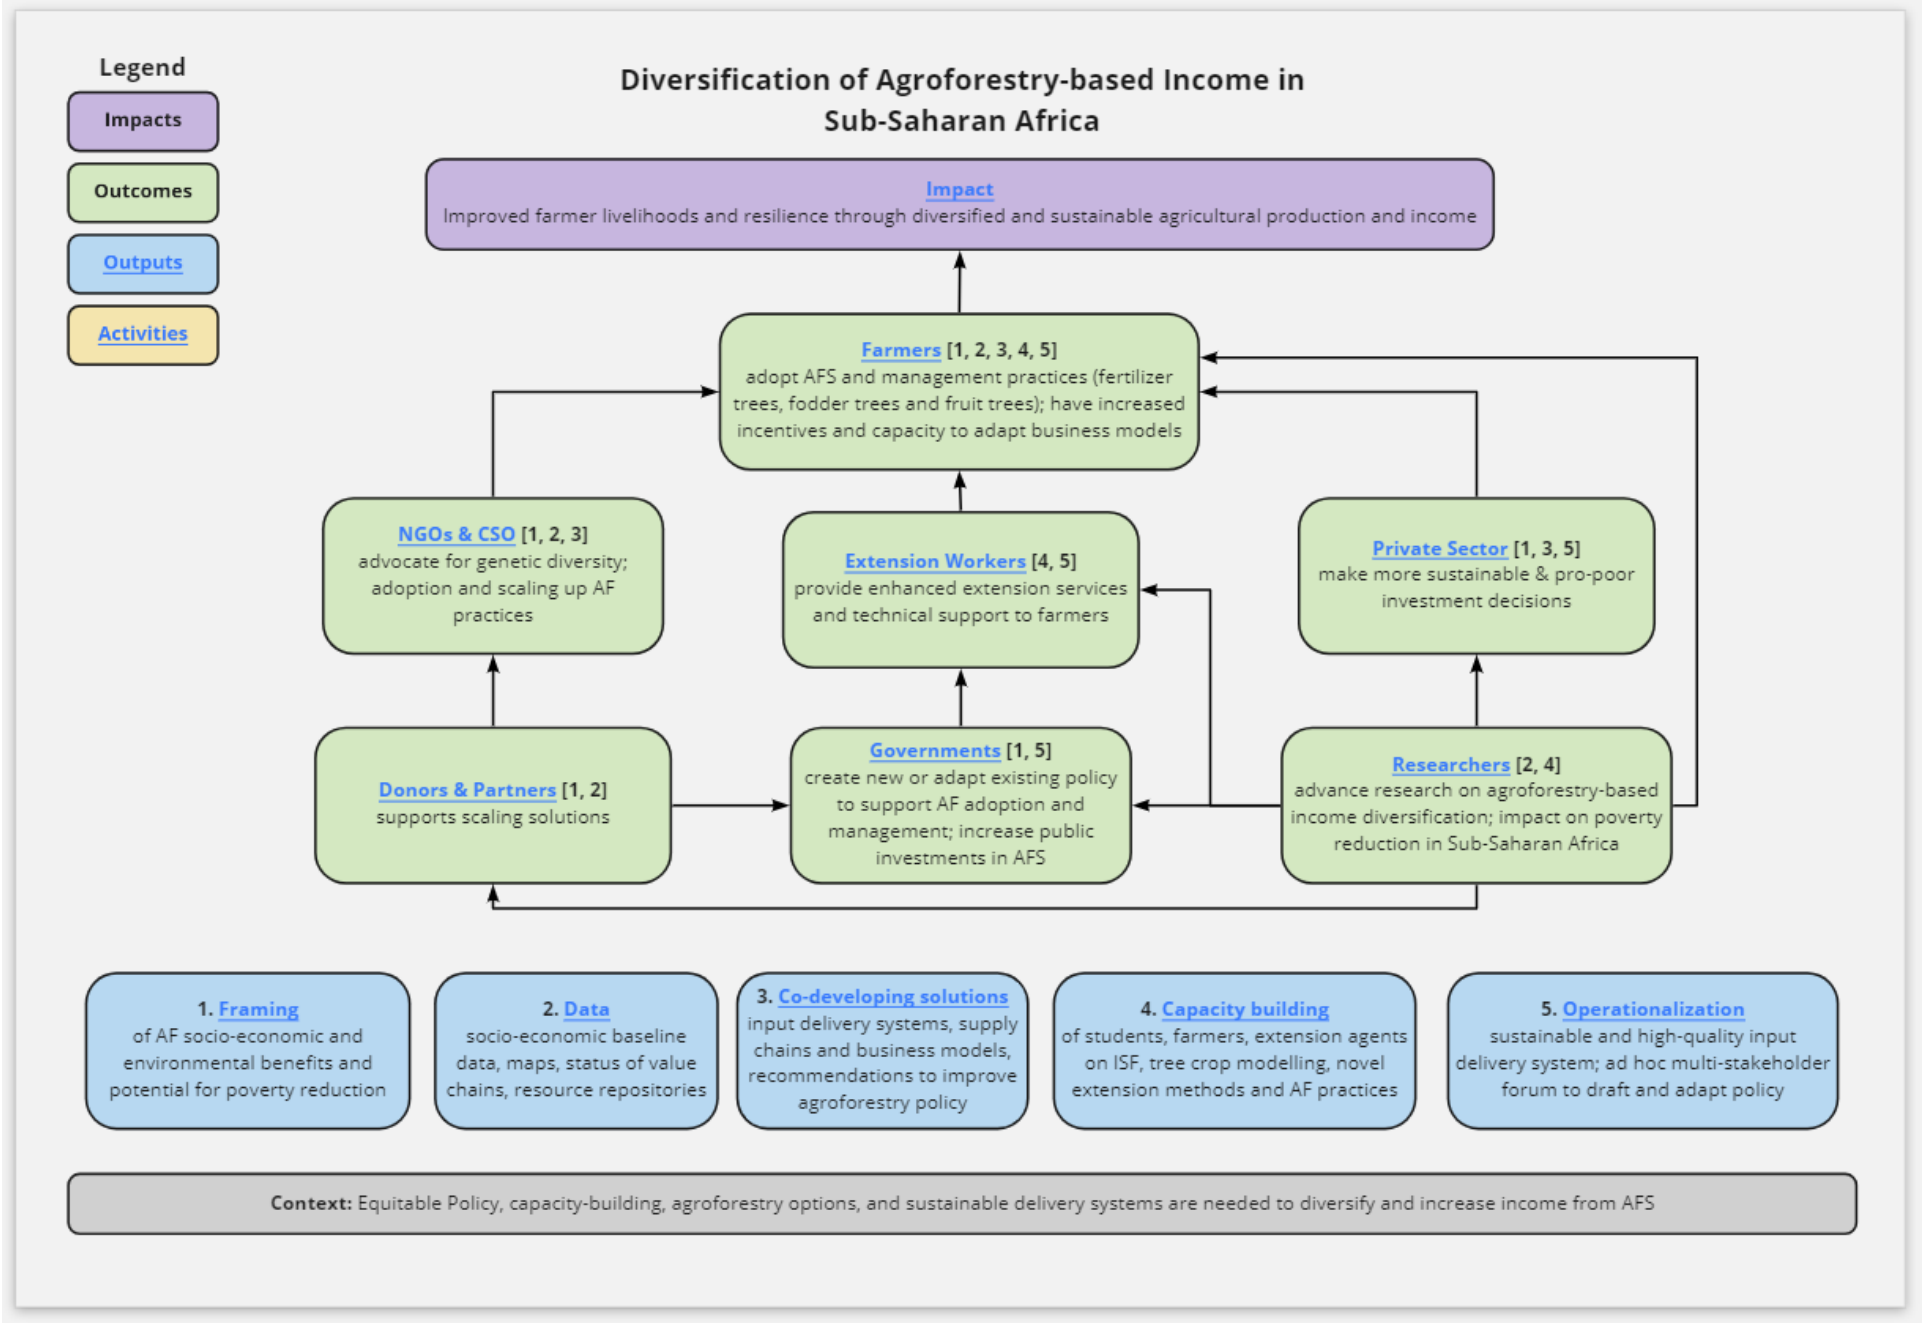 Legend
Impacts
Outcomes
Outputs
Activities
Diversification of Agroforestry-based Income in
Sub-Saharan Africa
Impact
Improved farmer livelihoods and resilience through diversified and sustainable agricultural production and income
Farmers [1, 2, 3, 4, 5]
adopt AFS and management practices (fertilizer
trees, fodder trees and fruit trees); have increased
incentives and capacity to adapt business models
NGOs & CSO [1, 2, 3]
advocate for genetic diversity;
adoption and scaling up AF
practices
Extension Workers [4, 5]
provide enhanced extension services
and technical support to farmers
Private Sector [1, 3, 5]
make more sustainable & pro-poor
investment decisions
Donors & Partners [1, 2]
supports scaling solutions
Governments [1, 5]
create new or adapt existing policy
to support AF adoption and
management; increase public
investments in AFS
Researchers [2, 4]
advance research on agroforestry-based
income diversification; impact on poverty
reduction in Sub-Saharan Africa
1. Framing
of AF socio-economic and
environmental benefits and
potential for poverty reduction
2. Data
socio-economic baseline
data, maps, status of value
chains, resource repositories
3. Co-developing solutions
input delivery systems, supply
chains and business models,
recommendations to improve
agroforestry policy
4. Capacity building
of students, farmers, extension agents
on ISF, tree crop modelling, novel
extension methods and AF practices
5. Operationalization
sustainable and high-quality input
delivery system; ad hoc multi-stakeholder
forum to draft and adapt policy
Context: Equitable Policy, capacity-building, agroforestry options, and sustainable delivery systems are needed to diversify and increase income from AFS